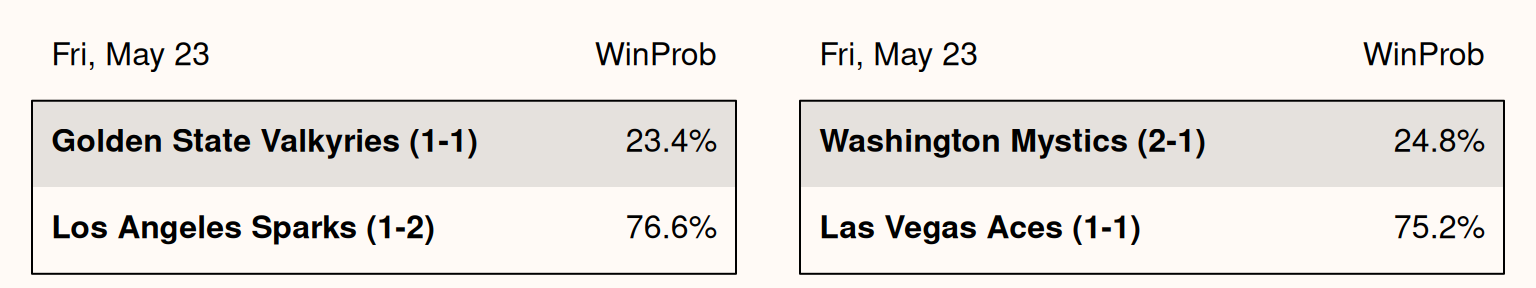 Fri, May 23 WinProb
Golden State Valkyries (1-1) 23.4%
Los Angeles Sparks (1-2) 76.6%
Fri, May 23 WinProb
Washington Mystics (2-1) 24.8%
Las Vegas Aces (1-1) 75.2%